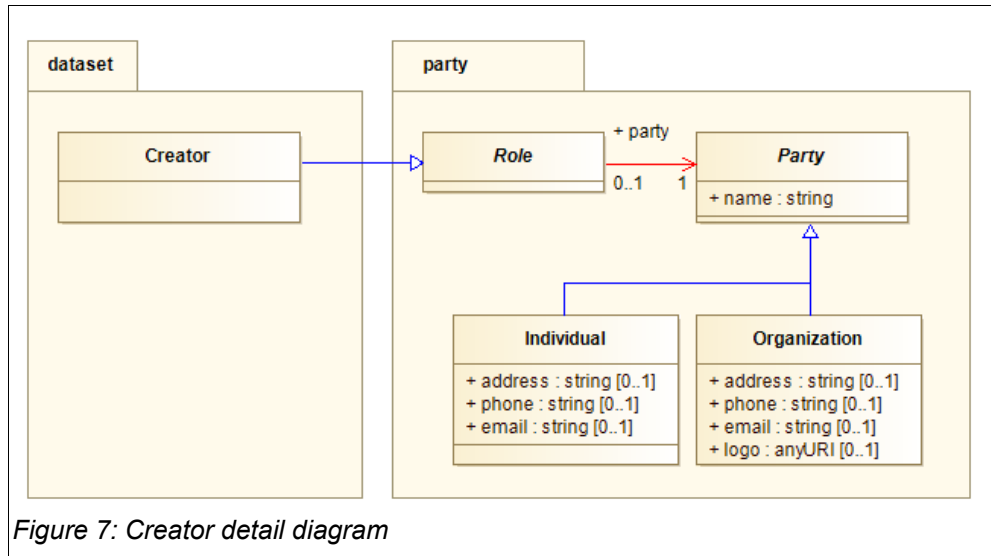 dataset
party
Creator
Role
+ party
0..1
1
Party
+ name : string
Individual
+ address : string [0..1]
+ phone : string [0..1]
+ email : string [0..1]
Organization
+ address : string [0..1]
+ phone : string [0..1]
+ email : string [0..1]
+ logo : anyURI [0..1]
Figure 7: Creator detail diagram